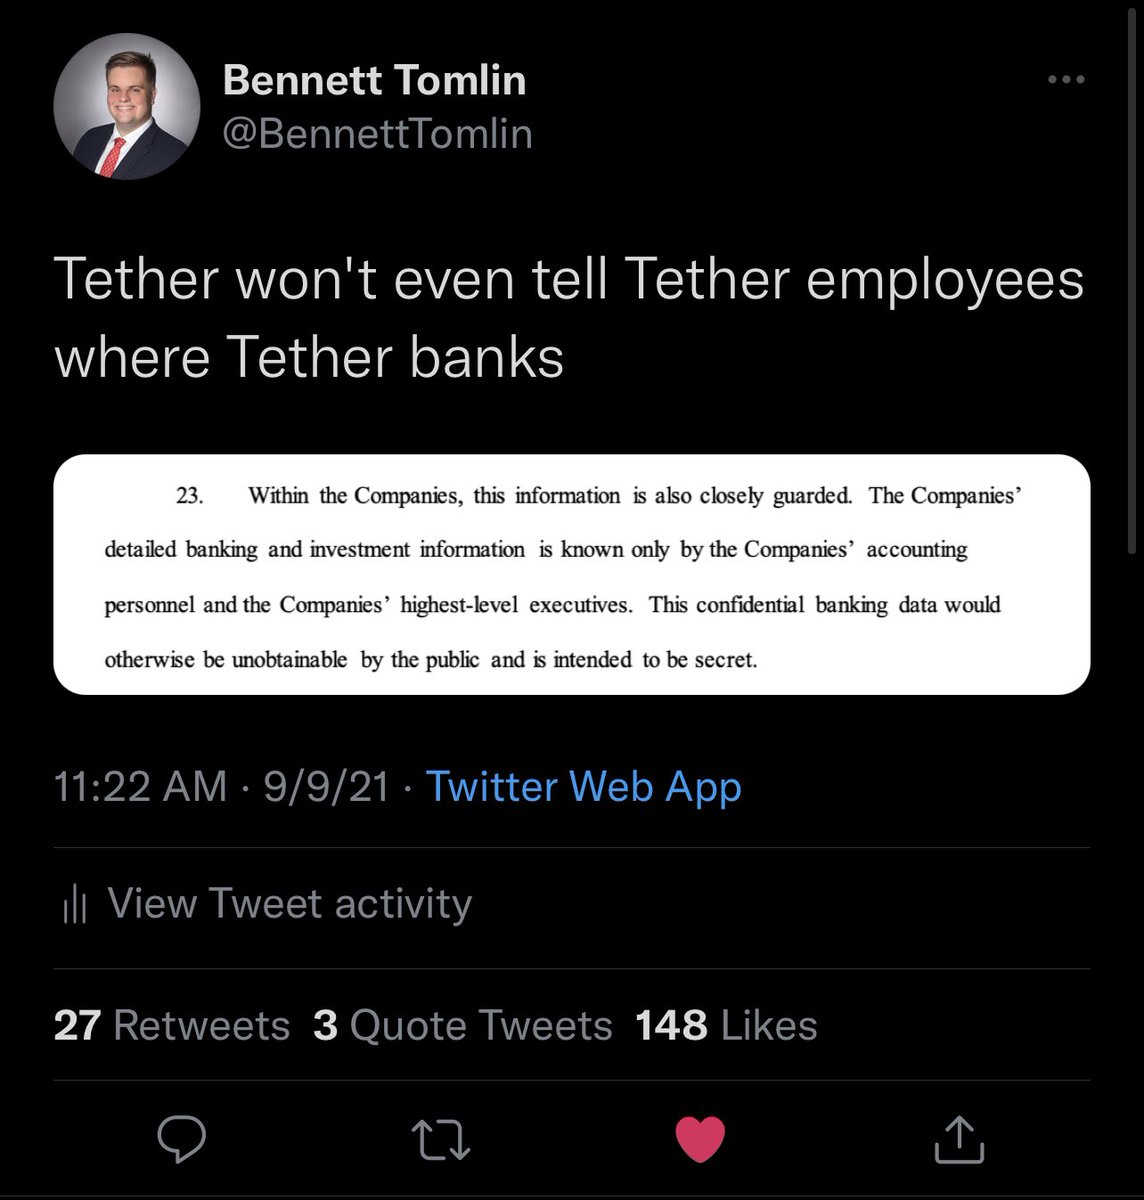 Bennett Tomlin
@BennettTomlin
Tether won't even tell Tether employees
where Tether banks
23. Within the Companies, this information is also closely guarded. The Companies’
detailed banking and investment information is known only by the Companies’ accounting
personnel and the Companies’ highest-level executives. This confidential banking data would
otherwise be unobtainable by the public and is intended to be secret.
11:22 AM · 9/9/21 · Twitter Web App
View Tweet activity
27 Retweets 3 Quote Tweets 148 Likes